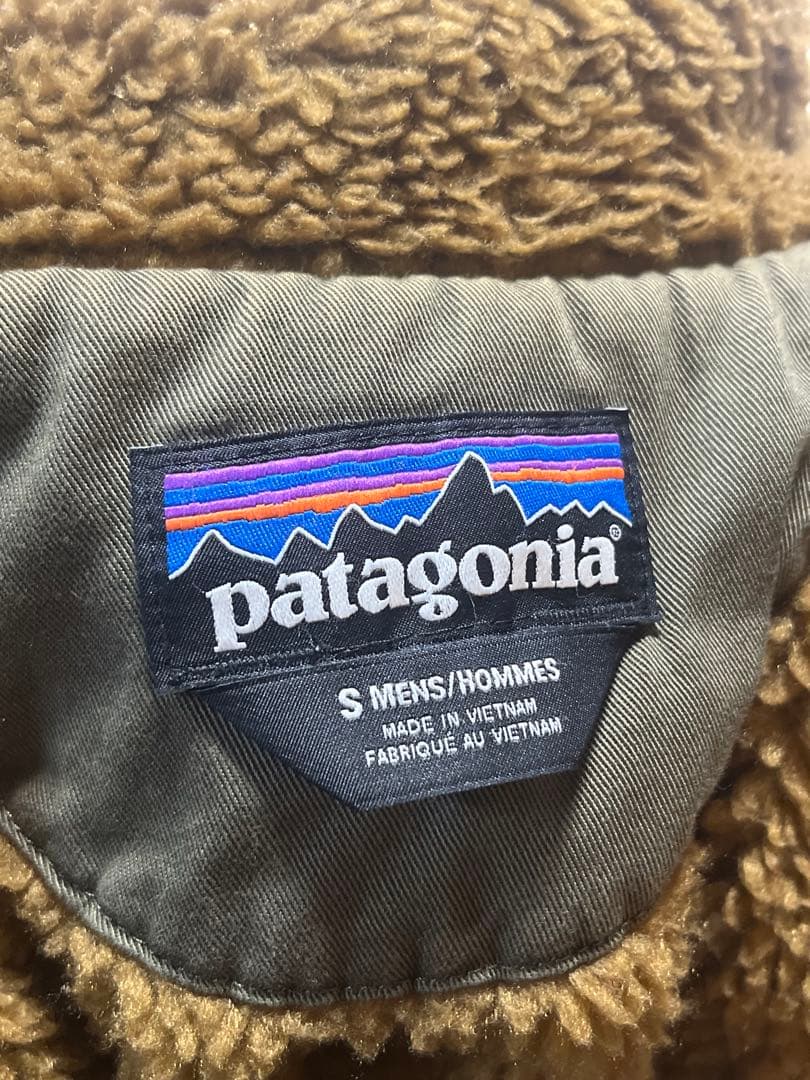 patagonia®
S MENS/HOMMES
MADE IN VIETNAM
FABRIQUÉ AU VIETNAM